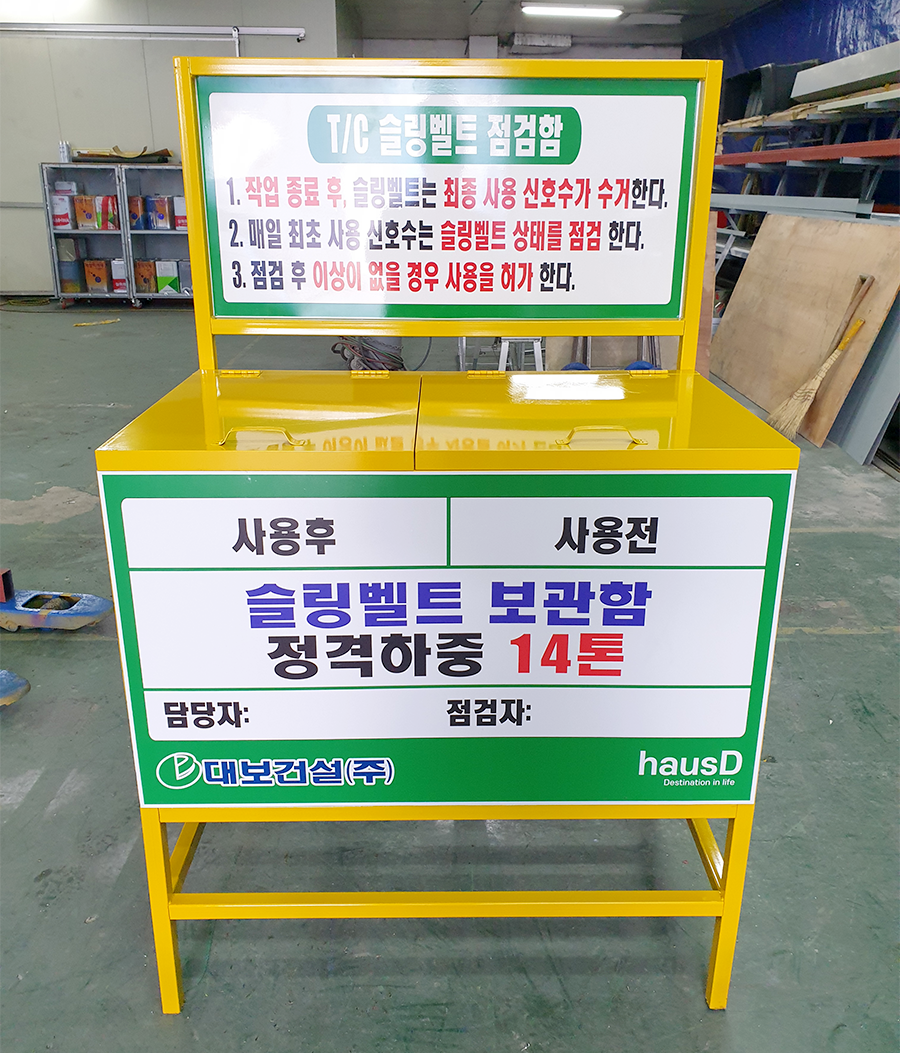 T/C 슬링벨트 점검함
1. 작업 종료 후, 슬링벨트는 최종 사용 신호수가 수거한다.
2. 매일 최초 사용 신호수는 슬링벨트 상태를 점검 한다.
3. 점검 후 이상이 없을 경우 사용을 허가 한다.
사용후 사용전
슬링벨트 보관함
정격하중 14톤
담당자: 점검자:
대보건설(주) hausD
Destination in life